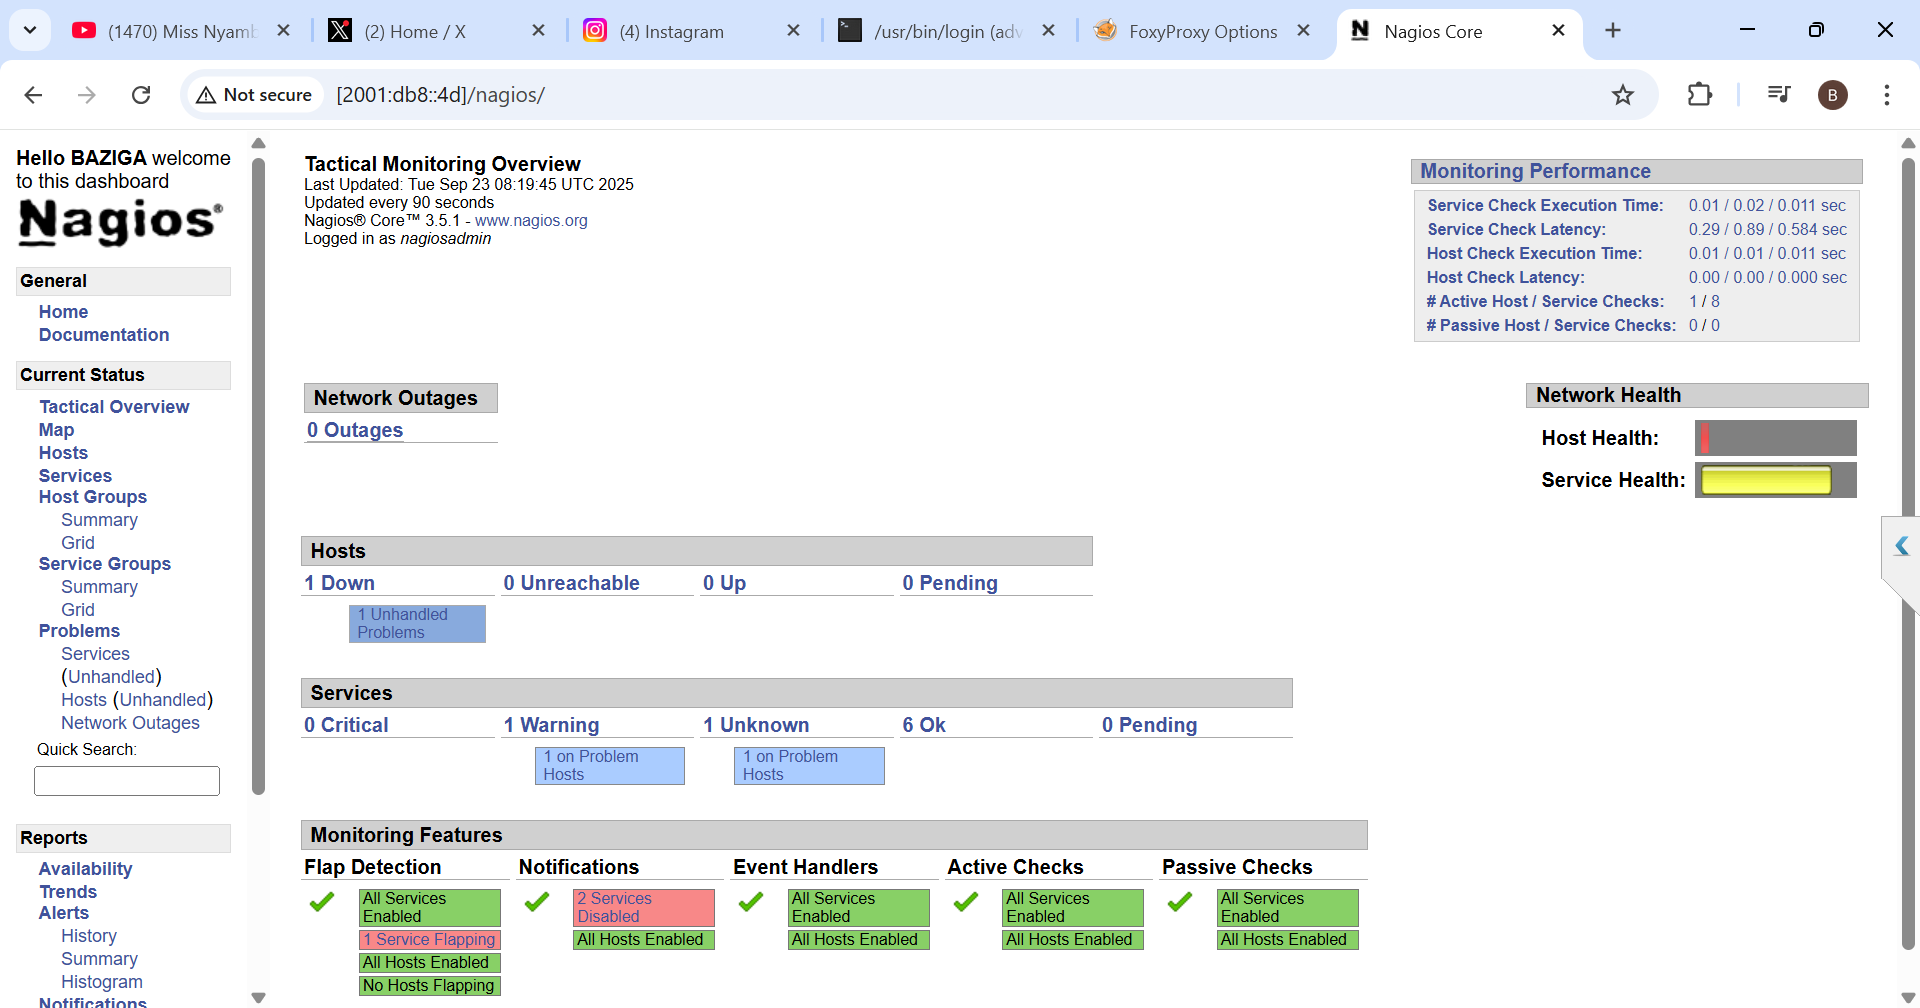 (1470) Miss Nyamb
(2) Home / X
(4) Instagram
/usr/bin/login (adv
FoxyProxy Options
Nagios Core
Not secure
[2001:db8::4d]/nagios/
B
Hello BAZIGA welcome
to this dashboard
Nagios®
General
Home
Documentation
Current Status
Tactical Overview
Map
Hosts
Services
Host Groups
Summary
Grid
Service Groups
Summary
Grid
Problems
Services
(Unhandled)
Hosts (Unhandled)
Network Outages
Quick Search:
Reports
Availability
Trends
Alerts
History
Summary
Histogram
Notifications
Tactical Monitoring Overview
Last Updated: Tue Sep 23 08:19:45 UTC 2025
Updated every 90 seconds
Nagios® Core™ 3.5.1 - www.nagios.org
Logged in as nagiosadmin
Monitoring Performance
Service Check Execution Time: 0.01 / 0.02 / 0.011 sec
Service Check Latency: 0.29 / 0.89 / 0.584 sec
Host Check Execution Time: 0.01 / 0.01 / 0.011 sec
Host Check Latency: 0.00 / 0.00 / 0.000 sec
# Active Host / Service Checks: 1 / 8
# Passive Host / Service Checks: 0 / 0
Network Outages
0 Outages
Network Health
Host Health:
Service Health:
Hosts
1 Down 0 Unreachable 0 Up 0 Pending
1 Unhandled
Problems
Services
0 Critical 1 Warning 1 Unknown 6 Ok 0 Pending
1 on Problem
Hosts
1 on Problem
Hosts
Monitoring Features
Flap Detection Notifications Event Handlers Active Checks Passive Checks
All Services
Enabled
1 Service Flapping
All Hosts Enabled
No Hosts Flapping
2 Services
Disabled
All Hosts Enabled
All Services
Enabled
All Hosts Enabled
All Services
Enabled
All Hosts Enabled
All Services
Enabled
All Hosts Enabled